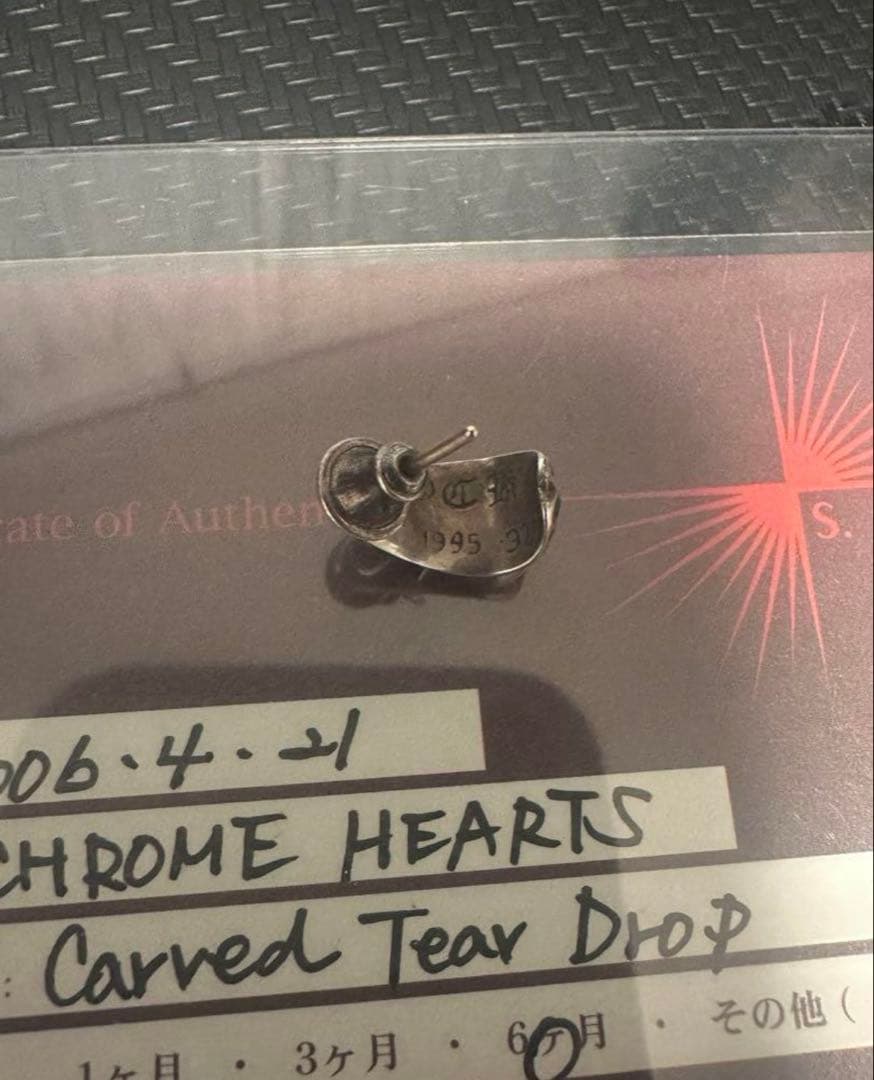 rate of Authen
S.
CH
1995 ·92
006・4・21
CHROME HEARTS
: Carved Tear Drop
1ヶ月 ・ 3ヶ月 ・ 6ヶ月 ・ その他(